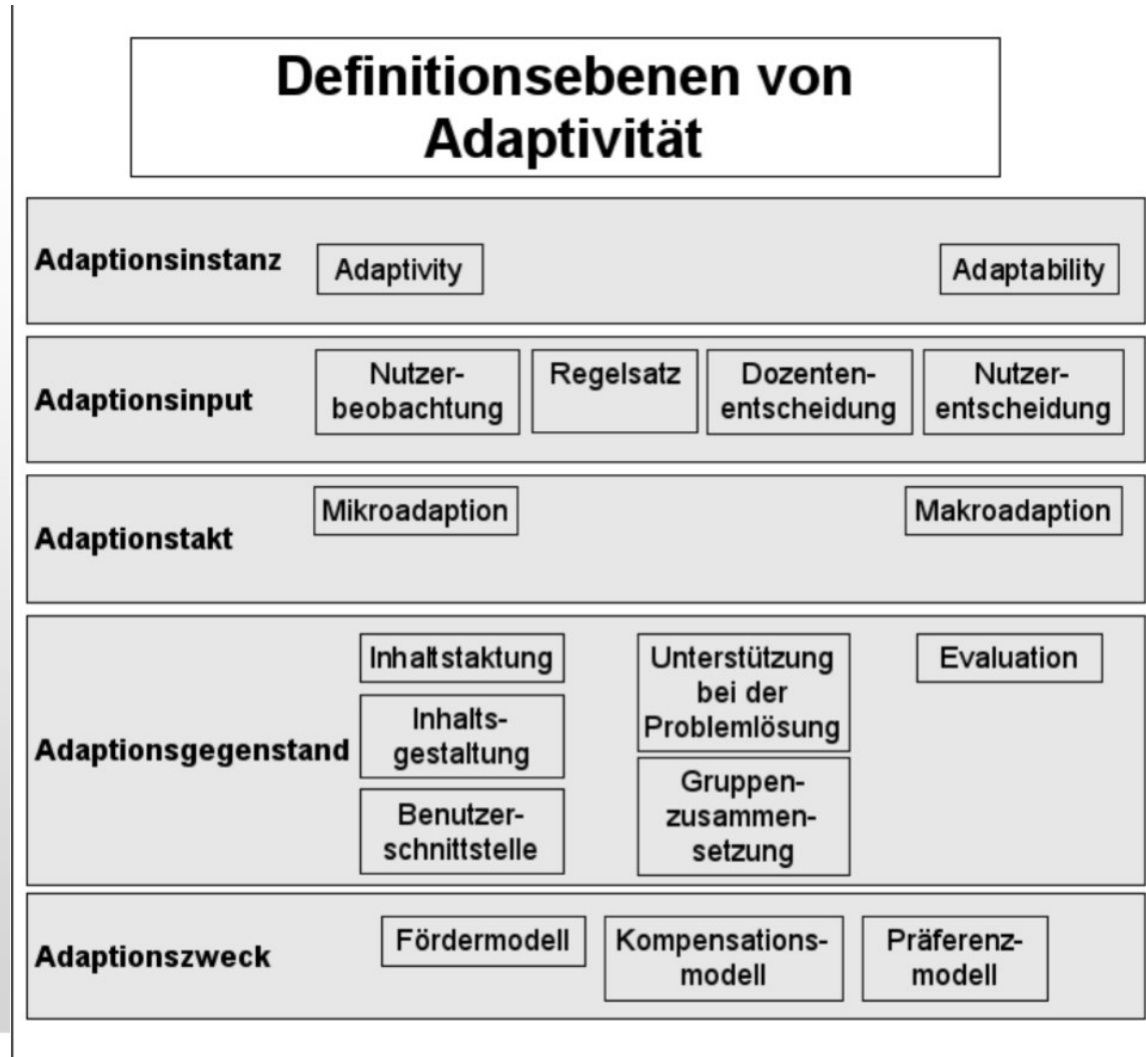 Definitionsebenen von
Adaptivität
Adaptionsinstanz
Adaptivity
Adaptability
Adaptionsinput
Nutzer-
beobachtung
Regelsatz
Dozenten-
entscheidung
Nutzer-
entscheidung
Adaptionstakt
Mikroadaption
Makroadaption
Adaptionsgegenstand
Inhaltstaktung
Inhalts-
gestaltung
Benutzer-
schnittstelle
Unterstützung
bei der
Problemlösung
Gruppen-
zusammen-
setzung
Evaluation
Adaptionszweck
Fördermodell
Kompensations-
modell
Präferenz-
modell